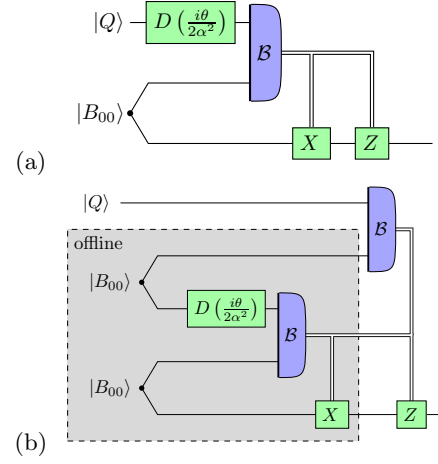 |Q⟩ D(iθ/2α²) B
|B₀₀⟩
X Z
(a)
|Q⟩
B
offline
|B₀₀⟩
D(iθ/2α²) B
|B₀₀⟩
X Z
(b)